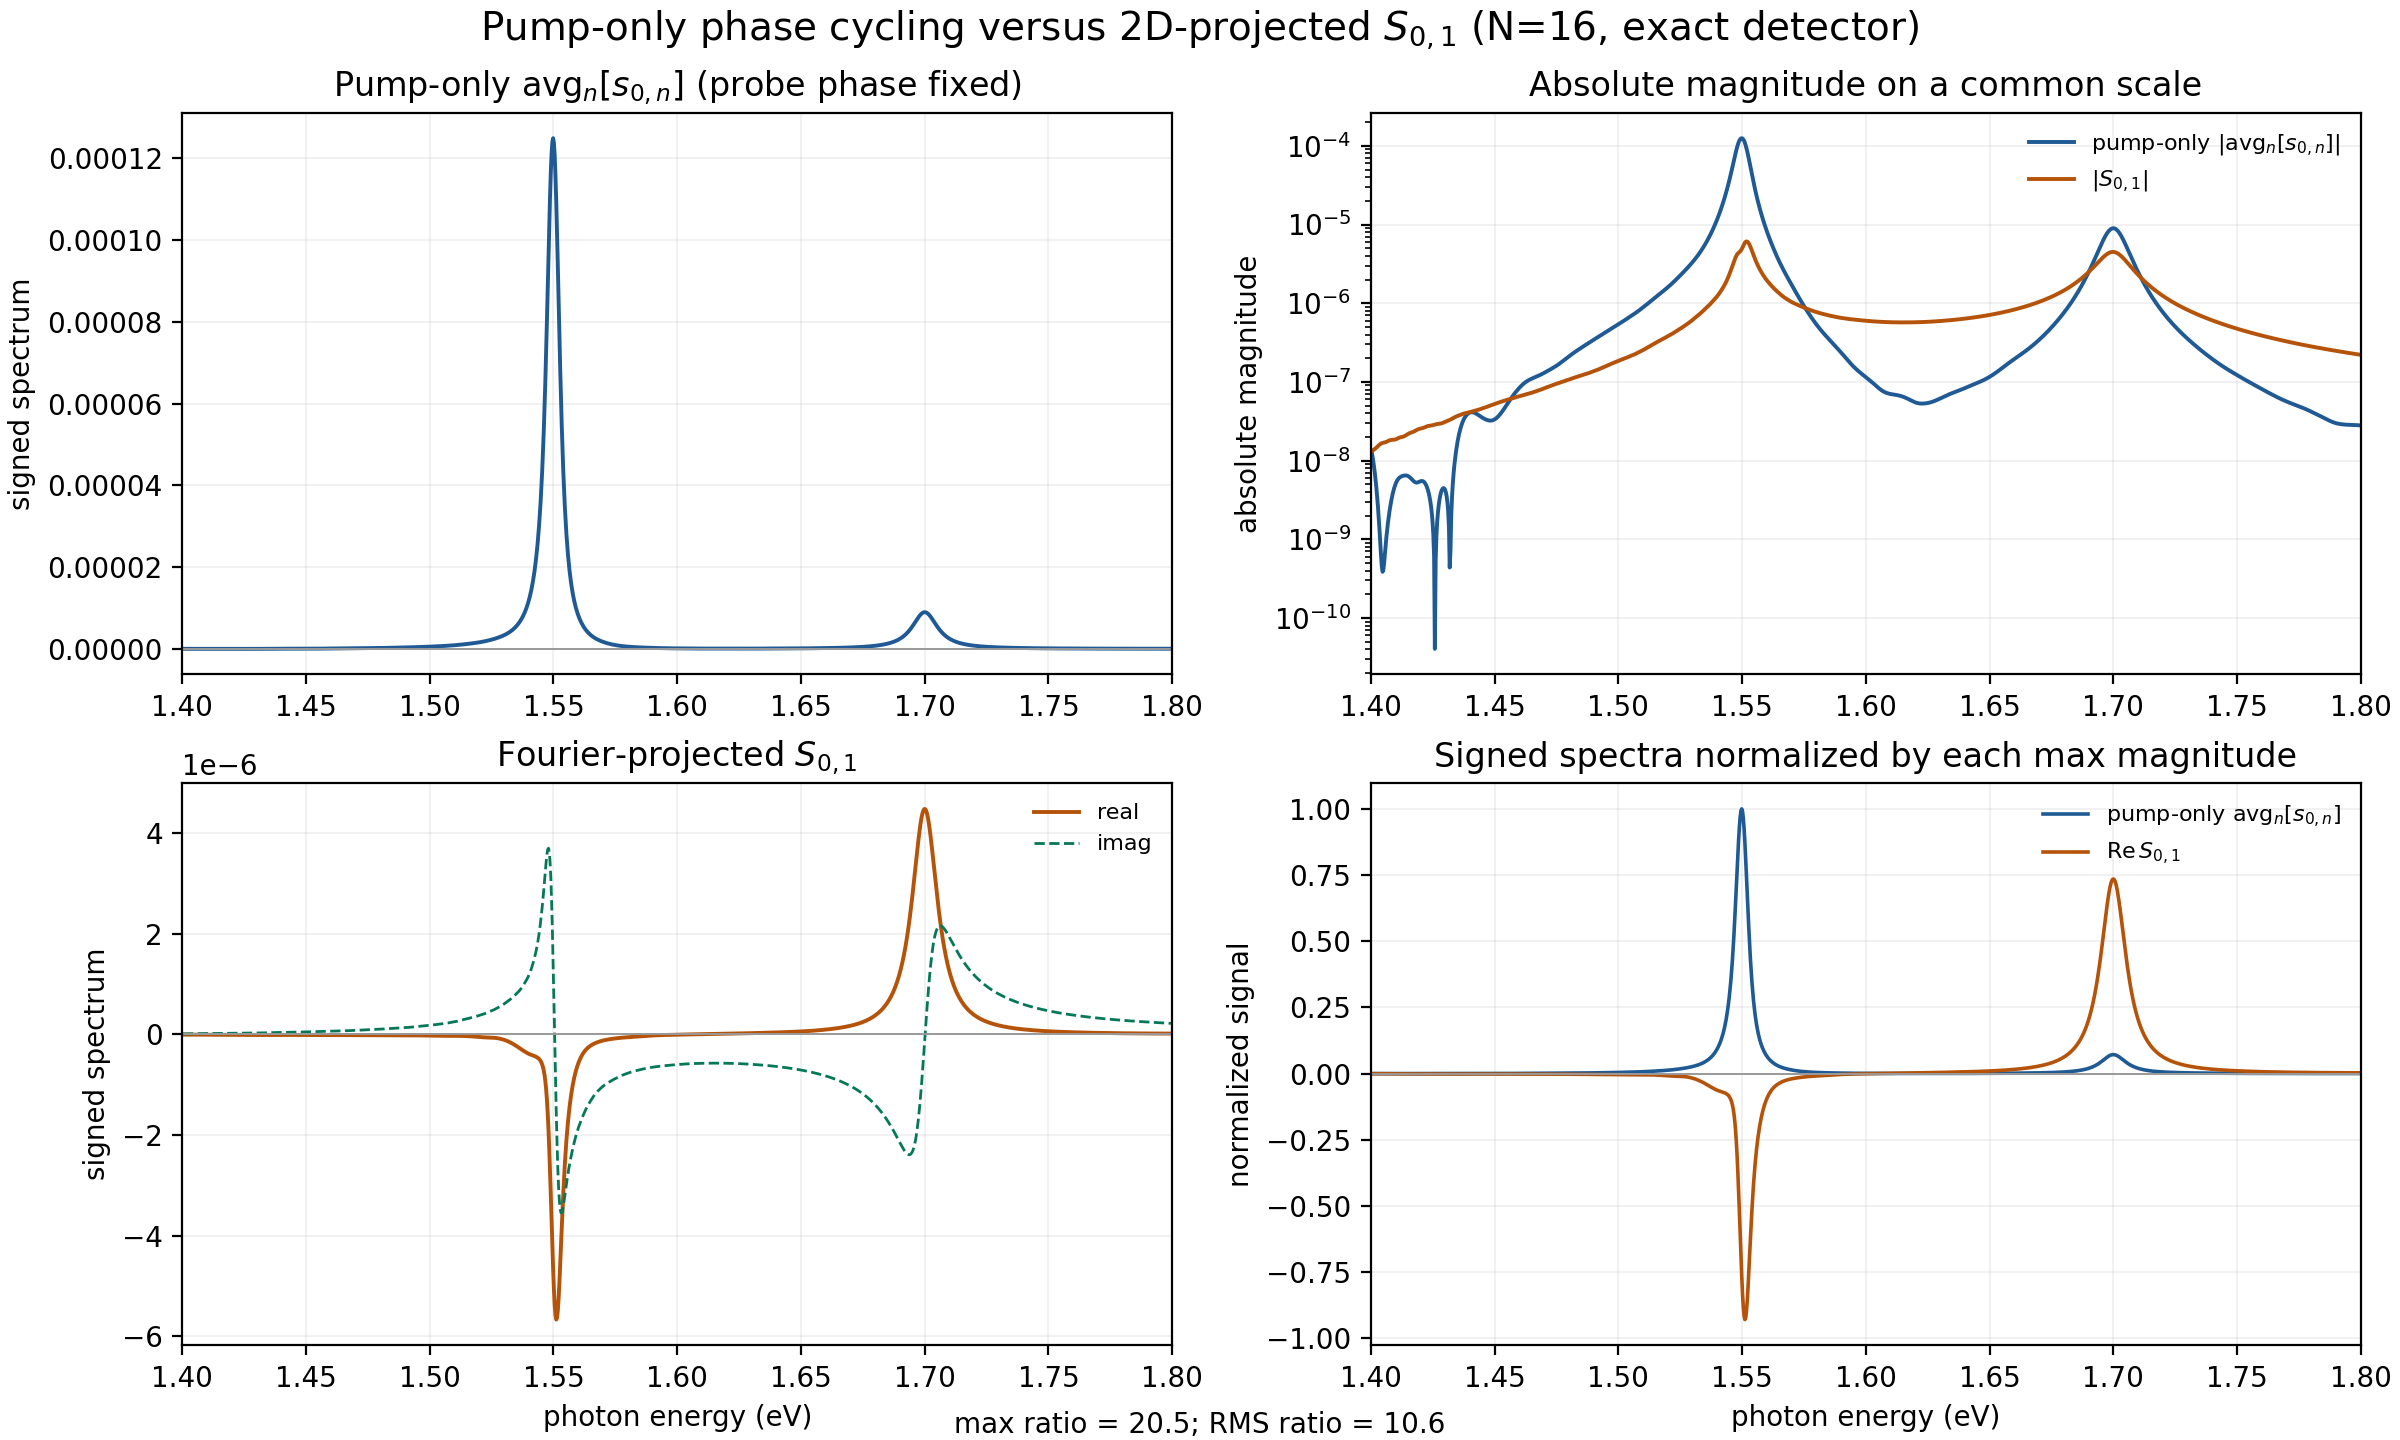 Pump-only phase cycling versus 2D-projected S₀,₁ (N=16, exact detector)
Pump-only avgₙ[s₀,ₙ] (probe phase fixed)
signed spectrum
0.00012
0.00010
0.00008
0.00006
0.00004
0.00002
0.00000
1.40 1.45 1.50 1.55 1.60 1.65 1.70 1.75 1.80
Absolute magnitude on a common scale
absolute magnitude
10⁻⁴
10⁻⁵
10⁻⁶
10⁻⁷
10⁻⁸
10⁻⁹
10⁻¹⁰
pump-only |avgₙ[s₀,ₙ]|
|S₀,₁|
1.40 1.45 1.50 1.55 1.60 1.65 1.70 1.75 1.80
Fourier-projected S₀,₁
1e−6
signed spectrum
4
2
0
−2
−4
−6
real
imag
1.40 1.45 1.50 1.55 1.60 1.65 1.70 1.75 1.80
photon energy (eV)
Signed spectra normalized by each max magnitude
normalized signal
1.00
0.75
0.50
0.25
0.00
−0.25
−0.50
−0.75
−1.00
pump-only avgₙ[s₀,ₙ]
Re S₀,₁
1.40 1.45 1.50 1.55 1.60 1.65 1.70 1.75 1.80
photon energy (eV)
max ratio = 20.5; RMS ratio = 10.6